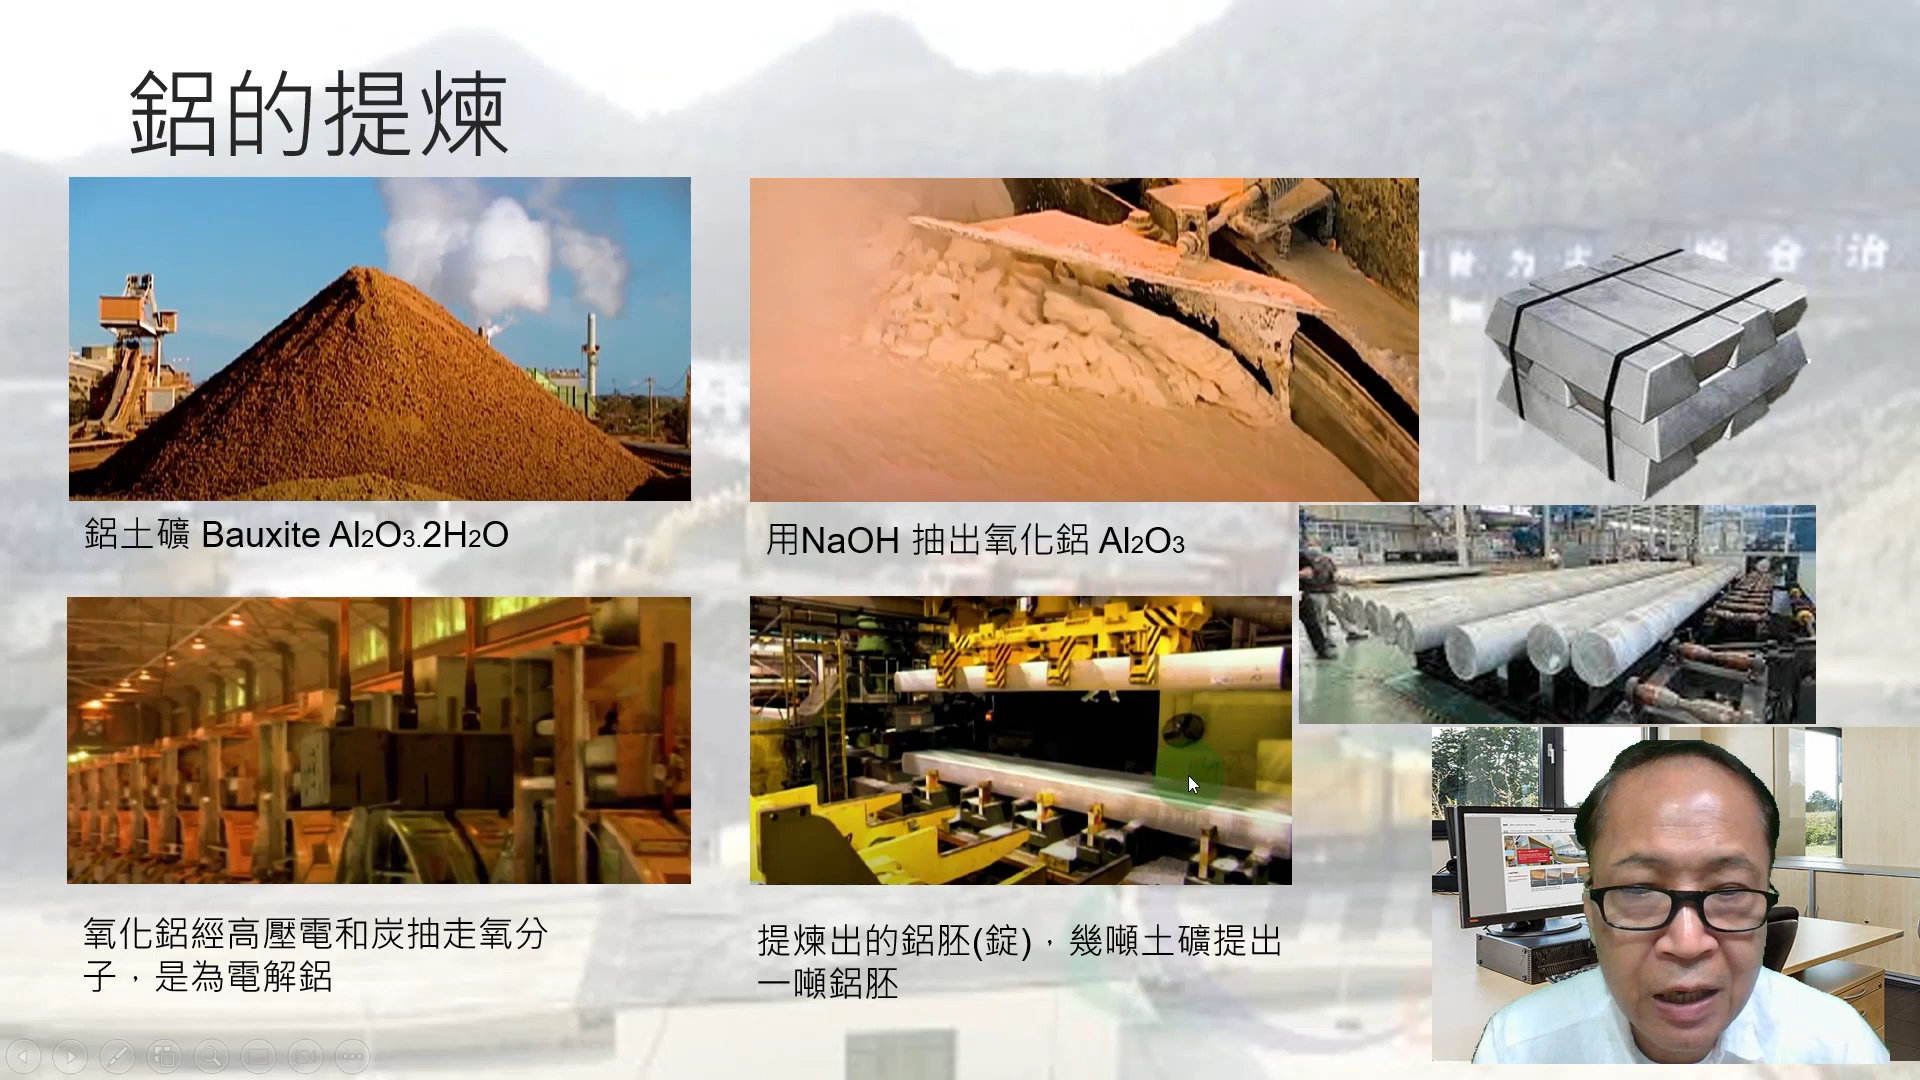 鋁的提煉
鋁土礦 Bauxite Al2O3.2H2O
用NaOH 抽出氧化鋁 Al2O3
氧化鋁經高壓電和炭抽走氧分
子，是為電解鋁
提煉出的鋁胚(錠)，幾噸土礦提出
一噸鋁胚
合治